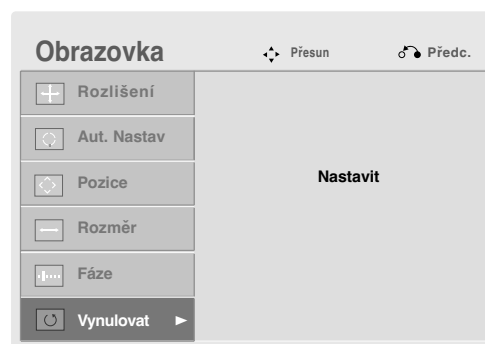 Obrazovka Přesun Předc.
Rozlišení
Aut. Nastav
Pozice
Nastavit
Rozměr
Fáze
Vynulovat